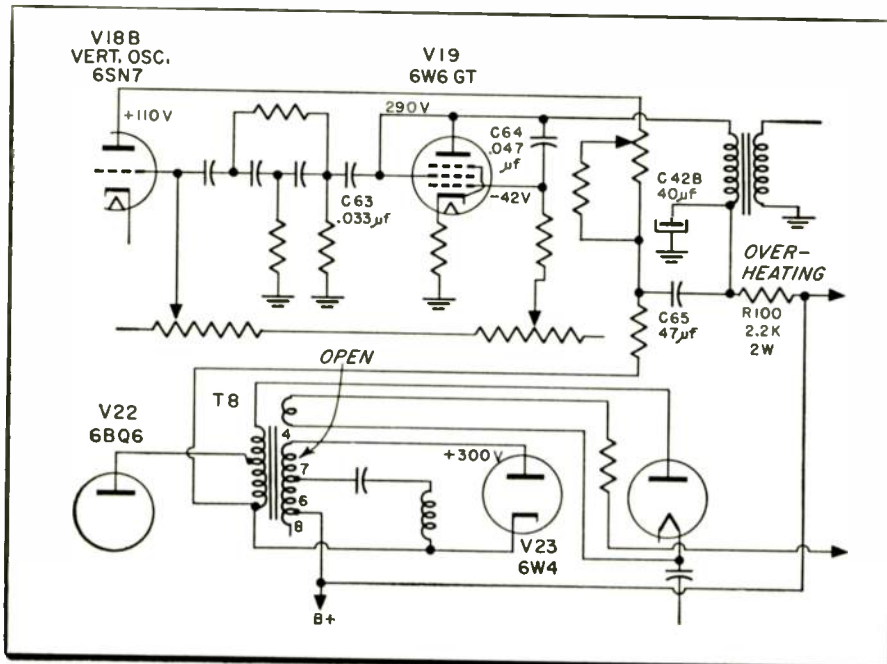 V18B
VERT. OSC.
6SN7
V19
6W6 GT
+110V
290V
C64
.047
µf
C63
.033µf
-42V
C42B
40µf
OVER-
HEATING
C65
47µf
R100
2.2K
2W
OPEN
T8
V22
6BQ6
4
7
6
8
+300V
V23
6W4
B+